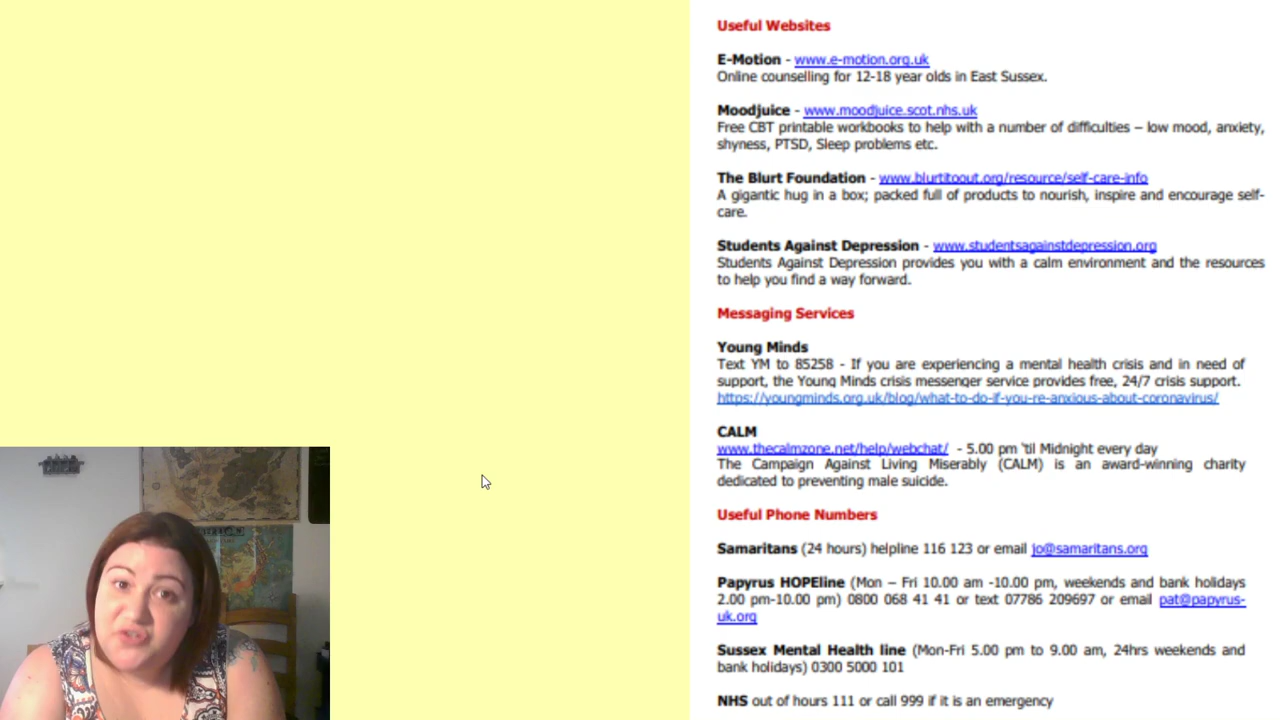 Useful Websites
E-Motion - www.e-motion.org.uk
Online counselling for 12-18 year olds in East Sussex.
Moodjuice - www.moodjuice.scot.nhs.uk
Free CBT printable workbooks to help with a number of difficulties – low mood, anxiety,
shyness, PTSD, Sleep problems etc.
The Blurt Foundation - www.blurtitoout.org/resource/self-care-info
A gigantic hug in a box; packed full of products to nourish, inspire and encourage self-
care.
Students Against Depression - www.studentsagainstdepression.org
Students Against Depression provides you with a calm environment and the resources
to help you find a way forward.
Messaging Services
Young Minds
Text YM to 85258 - If you are experiencing a mental health crisis and in need of
support, the Young Minds crisis messenger service provides free, 24/7 crisis support.
https://youngminds.org.uk/blog/what-to-do-if-you-re-anxious-about-coronavirus/
CALM
www.thecalmzone.net/help/webchat/ - 5.00 pm 'til Midnight every day
The Campaign Against Living Miserably (CALM) is an award-winning charity
dedicated to preventing male suicide.
Useful Phone Numbers
Samaritans (24 hours) helpline 116 123 or email jo@samaritans.org
Papyrus HOPEline (Mon – Fri 10.00 am -10.00 pm, weekends and bank holidays
2.00 pm-10.00 pm) 0800 068 41 41 or text 07786 209697 or email pat@papyrus-
uk.org
Sussex Mental Health line (Mon-Fri 5.00 pm to 9.00 am, 24hrs weekends and
bank holidays) 0300 5000 101
NHS out of hours 111 or call 999 if it is an emergency